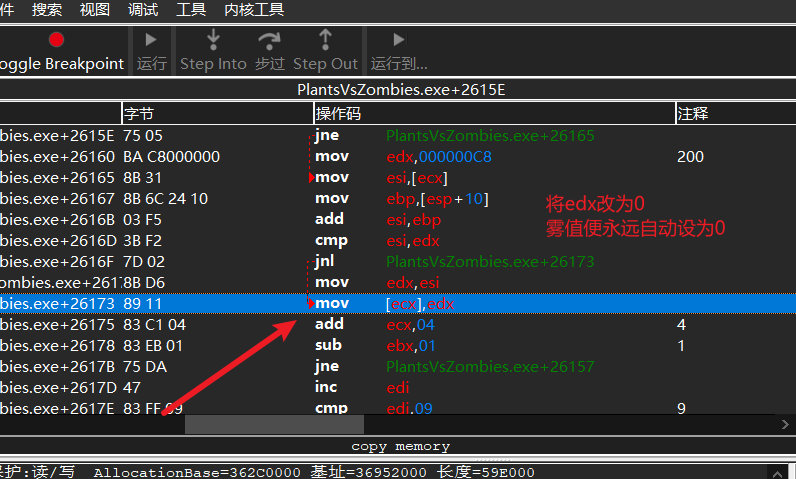 件 搜索 视图 调试 工具 内核工具
oggle Breakpoint 运行 Step Into 步过 Step Out 运行到...
PlantsVsZombies.exe+2615E
字节 操作码 注释
bies.exe+2615E 75 05 jne PlantsVsZombies.exe+26165
bies.exe+26160 BA C8000000 mov edx,000000C8 200
bies.exe+26165 8B 31 mov esi,[ecx]
bies.exe+26167 8B 6C 24 10 mov ebp,[esp+10]
将edx改为0
bies.exe+2616B 03 F5 add esi,ebp
雾值便永远自动设为0
bies.exe+2616D 3B F2 cmp esi,edx
bies.exe+2616F 7D 02 jnl PlantsVsZombies.exe+26173
ombies.exe+2617 8B D6 mov edx,esi
bies.exe+26173 89 11 mov [ecx],edx
bies.exe+26175 83 C1 04 add ecx,04 4
bies.exe+26178 83 EB 01 sub ebx,01 1
bies.exe+2617B 75 DA jne PlantsVsZombies.exe+26157
bies.exe+2617D 47 inc edi
bies.exe+2617E 83 FF 09 cmp edi,09 9
copy memory
保护:读/写 AllocationBase=362C0000 基址=36952000 长度=59E000